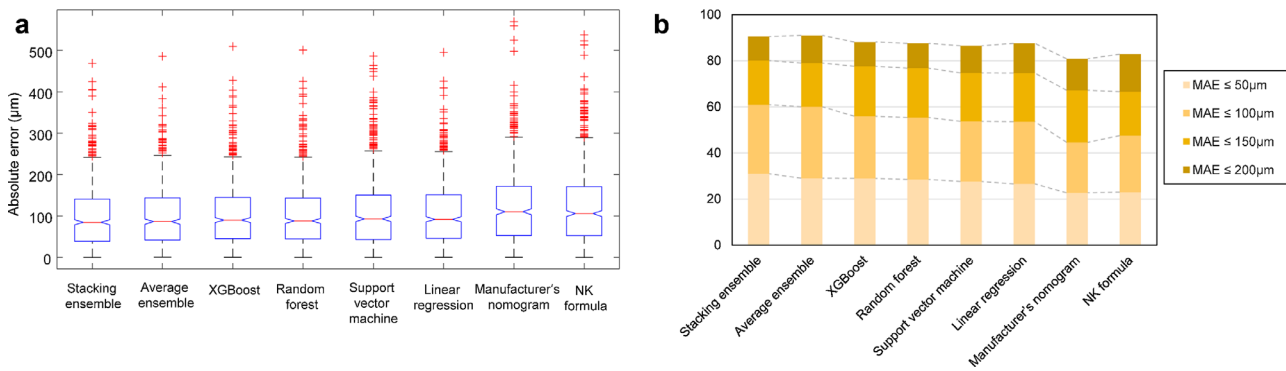 a
Absolute error (µm)
500
400
300
200
100
0
Stacking
ensemble
Average
ensemble
XGBoost
Random
forest
Support
vector
machine
Linear
regression
Manufacturer's
nomogram
NK
formula
b
100
80
60
40
20
0
Stacking ensemble
Average ensemble
XGBoost
Random forest
Support vector machine
Linear regression
Manufacturer's nomogram
NK formula
MAE ≤ 50µm
MAE ≤ 100µm
MAE ≤ 150µm
MAE ≤ 200µm